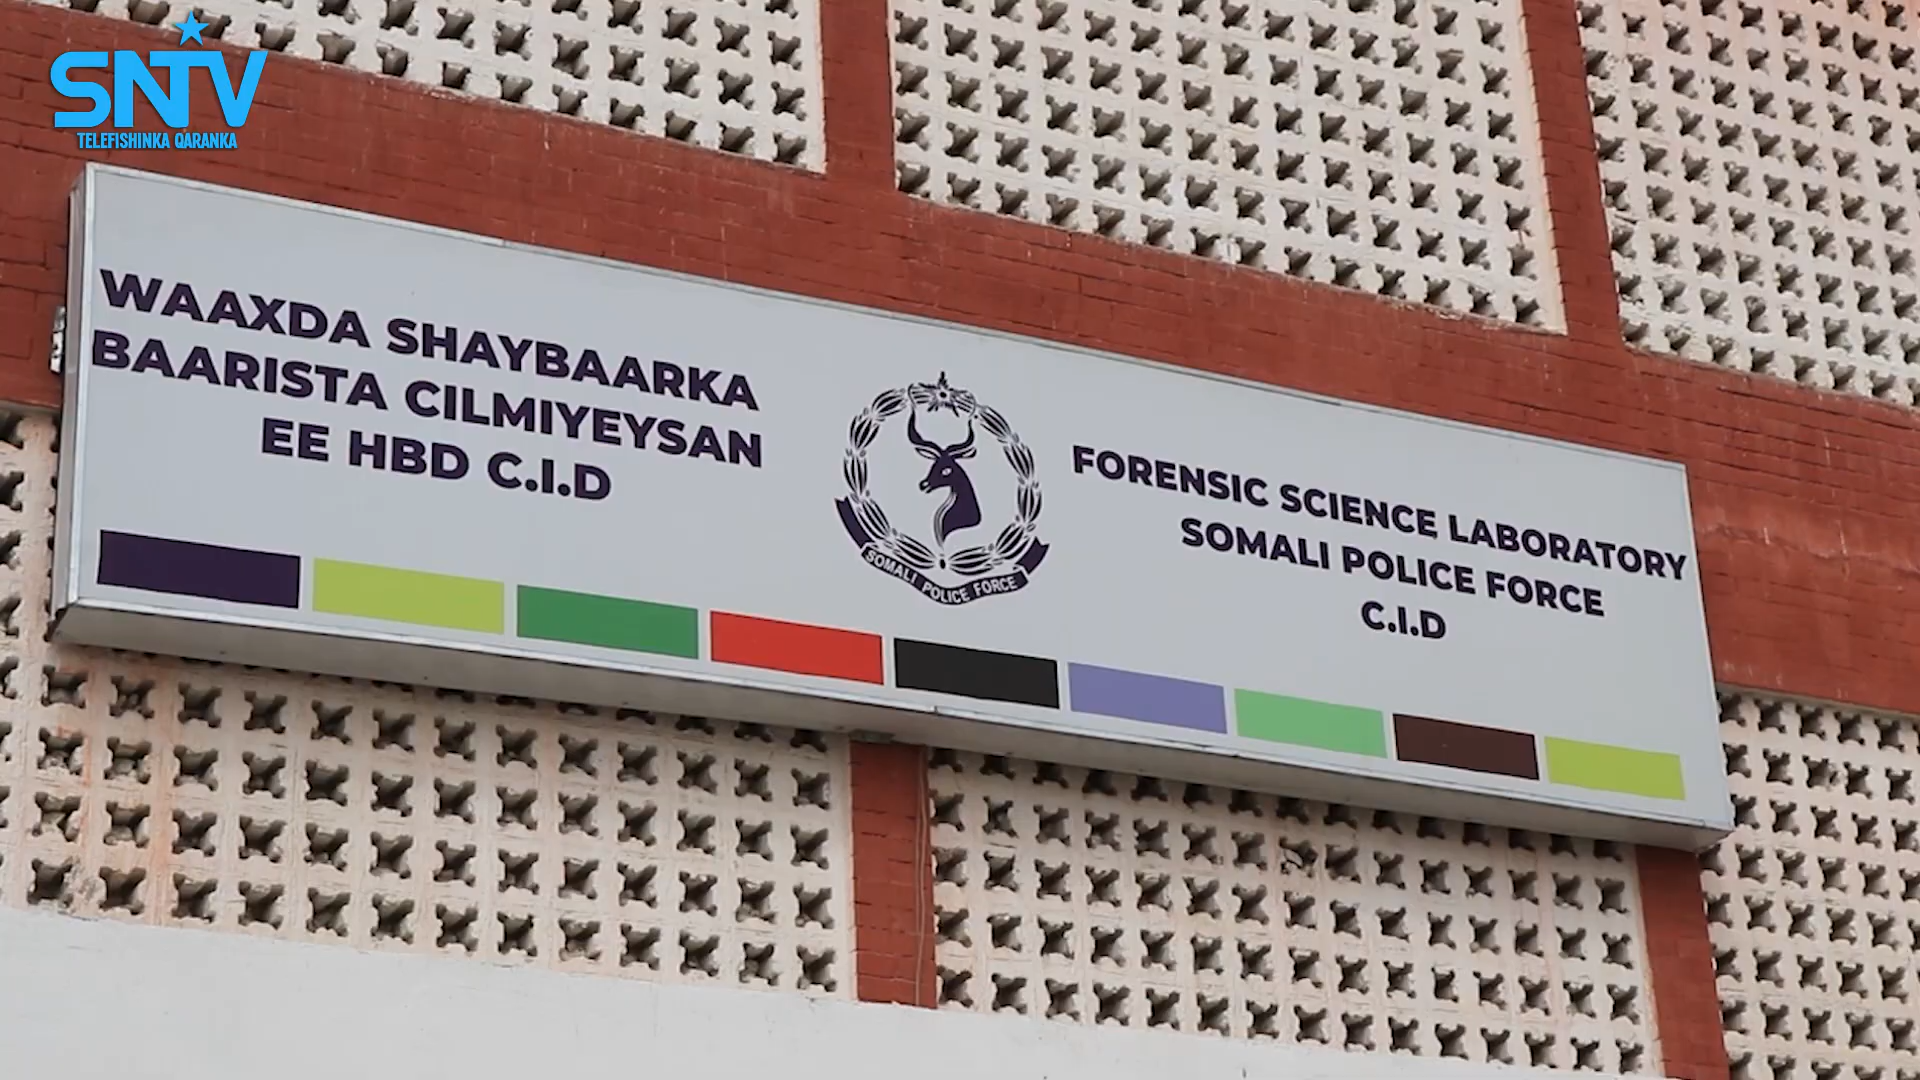 SNTV
TELEFISHINKA QARANKA
WAAXDA SHAYBAARKA
BAARISTA CILMIYEYSAN
EE HBD C.I.D
SOMALI POLICE FORCE
FORENSIC SCIENCE LABORATORY
SOMALI POLICE FORCE
C.I.D